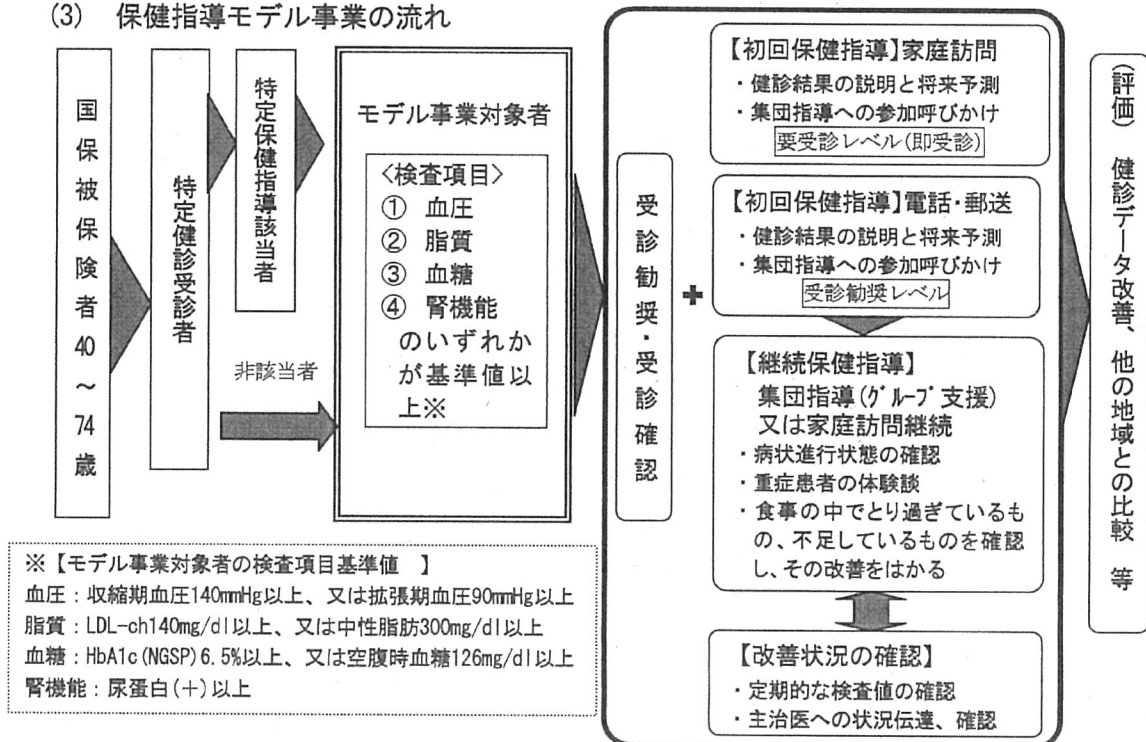 (3) 保健指導モデル事業の流れ
国保被保険者40～74歳
特定健診受診者
特定保健指導該当者
非該当者
モデル事業対象者
＜検査項目＞
① 血圧
② 脂質
③ 血糖
④ 腎機能
のいずれか
が基準値以
上※
受診勧奨・受診確認
＋
【初回保健指導】家庭訪問
・健診結果の説明と将来予測
・集団指導への参加呼びかけ
要受診レベル(即受診)
【初回保健指導】電話・郵送
・健診結果の説明と将来予測
・集団指導への参加呼びかけ
受診勧奨レベル
【継続保健指導】
集団指導(ｸﾞﾙｰﾌﾟ支援)
又は家庭訪問継続
・病状進行状態の確認
・重症患者の体験談
・食事の中でとり過ぎているも
の、不足しているものを確認
し、その改善をはかる
【改善状況の確認】
・定期的な検査値の確認
・主治医への状況伝達、確認
(評価) 健診データ改善、他の地域との比較 等
※【モデル事業対象者の検査項目基準値 】
血圧：収縮期血圧140mmHg以上、又は拡張期血圧90mmHg以上
脂質：LDL-ch140mg/dl以上、又は中性脂肪300mg/dl以上
血糖：HbA1c(NGSP)6.5%以上、又は空腹時血糖126mg/dl以上
腎機能：尿蛋白(＋)以上